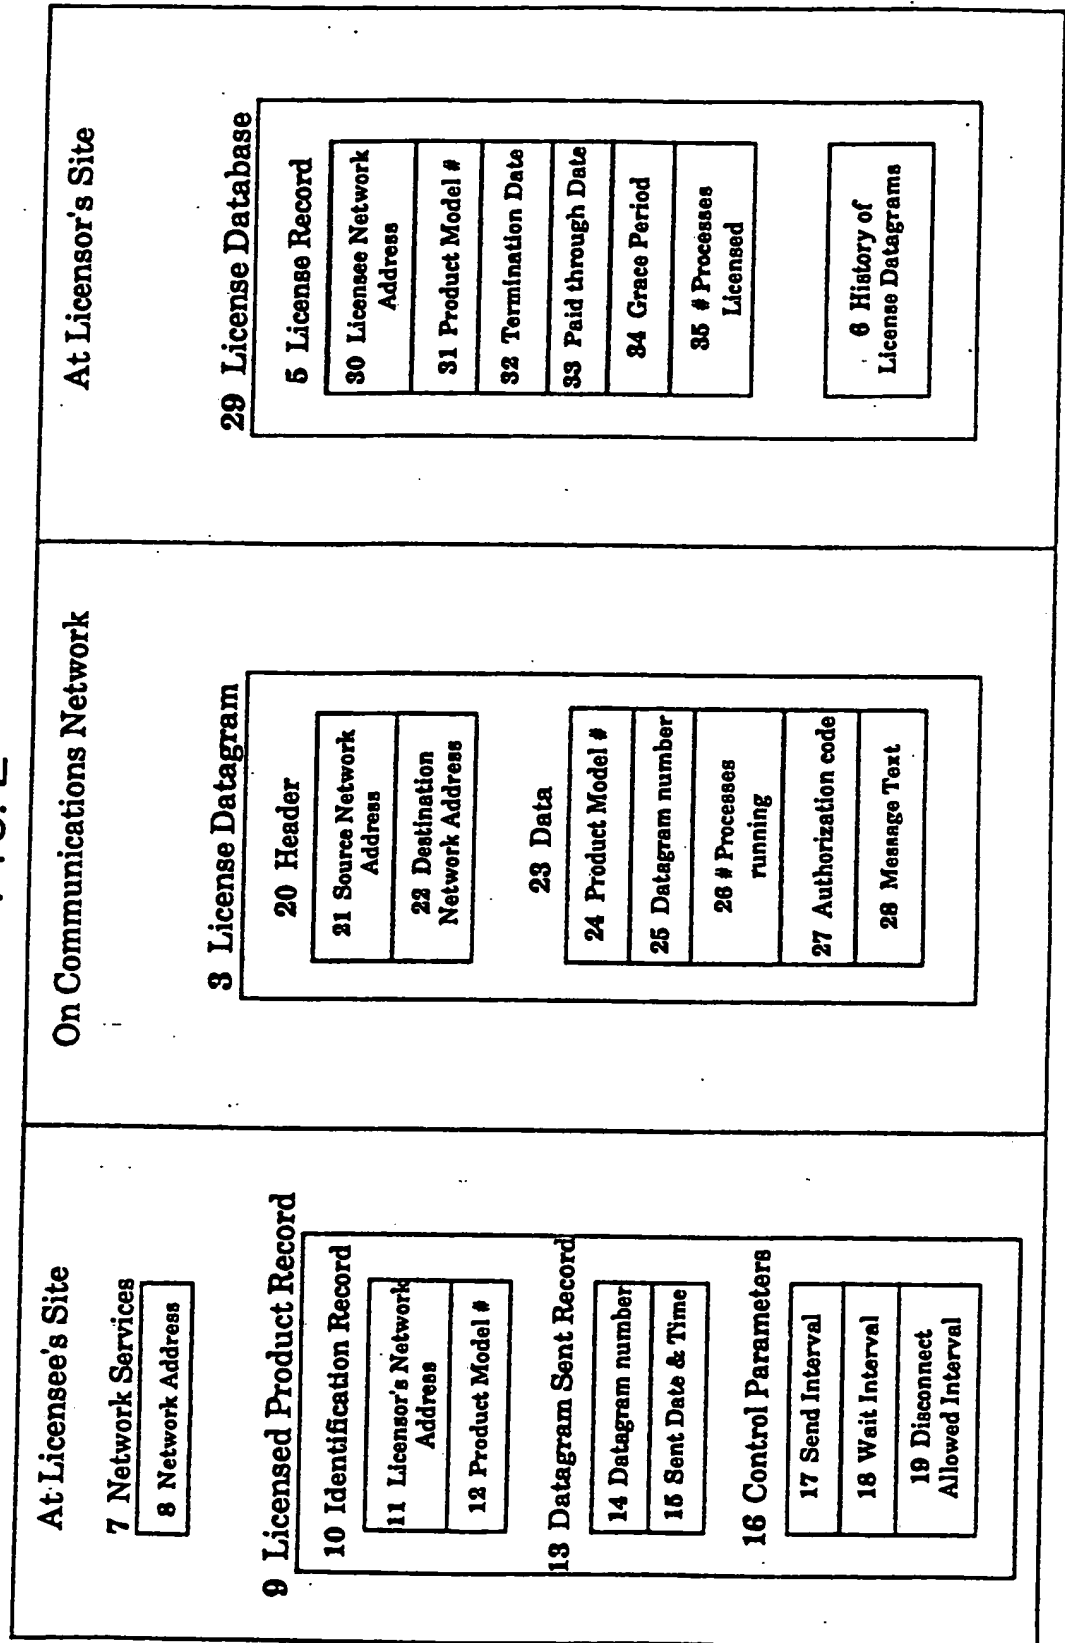 At Licensee's Site
7 Network Services
8 Network Address
9 Licensed Product Record
10 Identification Record
11 Licensor's Network
Address
12 Product Model #
13 Datagram Sent Record
14 Datagram number
15 Sent Date & Time
16 Control Parameters
17 Send Interval
18 Wait Interval
19 Disconnect
Allowed Interval
On Communications Network
3 License Datagram
20 Header
21 Source Network
Address
22 Destination
Network Address
23 Data
24 Product Model #
25 Datagram number
26 # Processes
running
27 Authorization code
28 Message Text
At Licensor's Site
29 License Database
5 License Record
30 Licensee Network
Address
31 Product Model #
32 Termination Date
33 Paid through Date
34 Grace Period
35 # Processes
Licensed
6 History of
License Datagrams